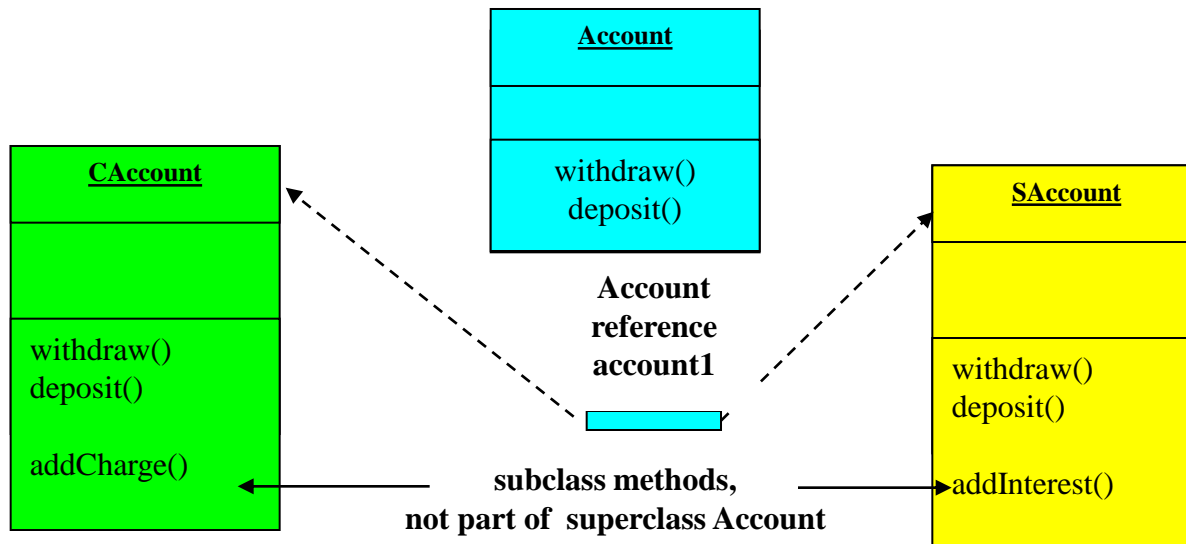 Account
withdraw()
deposit()
CAccount
withdraw()
deposit()
addCharge()
SAccount
withdraw()
deposit()
addInterest()
Account
reference
account1
subclass methods,
not part of superclass Account